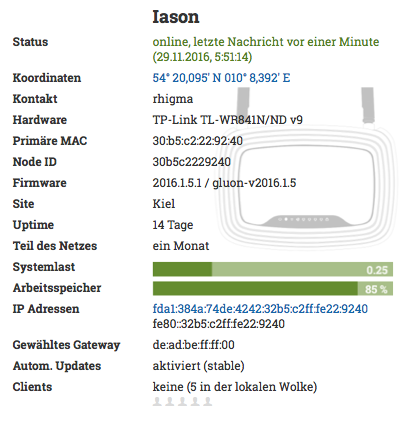 Iason
Status online, letzte Nachricht vor einer Minute
(29.11.2016, 5:51:14)
Koordinaten 54° 20,095' N 010° 8,392' E
Kontakt rhigma
Hardware TP-Link TL-WR841N/ND v9
Primäre MAC 30:b5:c2:22:92:40
Node ID 30b5c2229240
Firmware 2016.1.5.1 / gluon-v2016.1.5
Site Kiel
Uptime 14 Tage
Teil des Netzes ein Monat
Systemlast 0.25
Arbeitsspeicher 85 %
IP Adressen fda1:384a:74de:4242:32b5:c2ff:fe22:9240
fe80::32b5:c2ff:fe22:9240
Gewähltes Gateway de:ad:be:ff:ff:00
Autom. Updates aktiviert (stable)
Clients keine (5 in der lokalen Wolke)